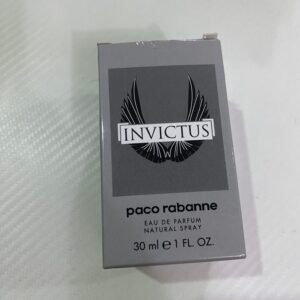 INVICTUS
paco rabanne
EAU DE PARFUM
NATURAL SPRAY
30 ml ℮ 1 FL. OZ.